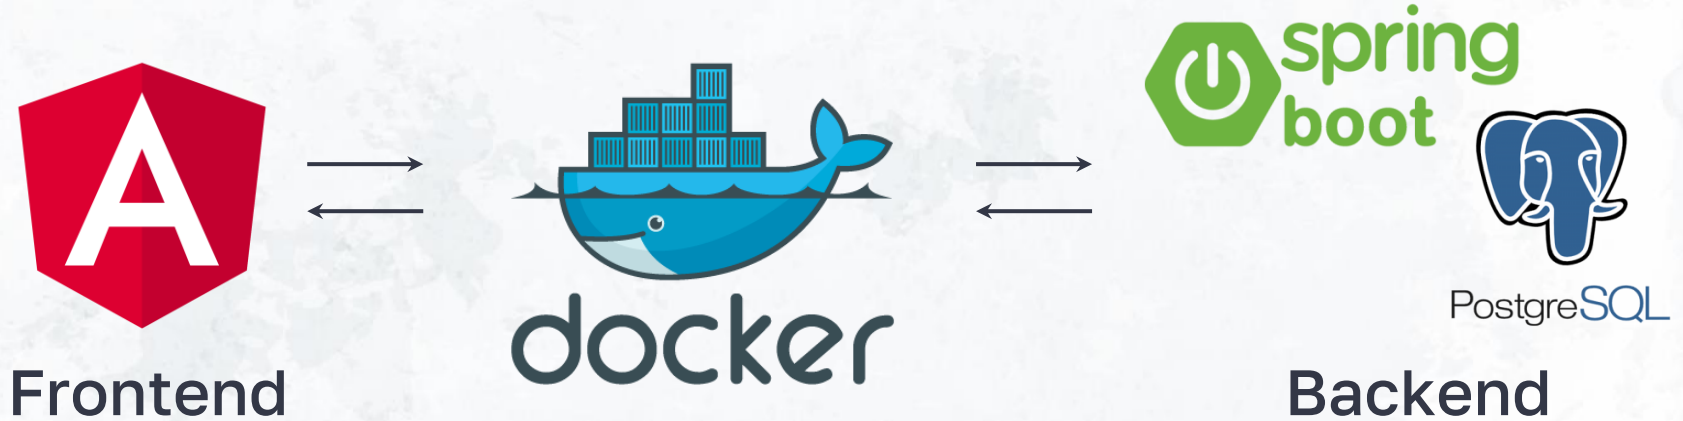 spring
boot
PostgreSQL
docker
Frontend
Backend